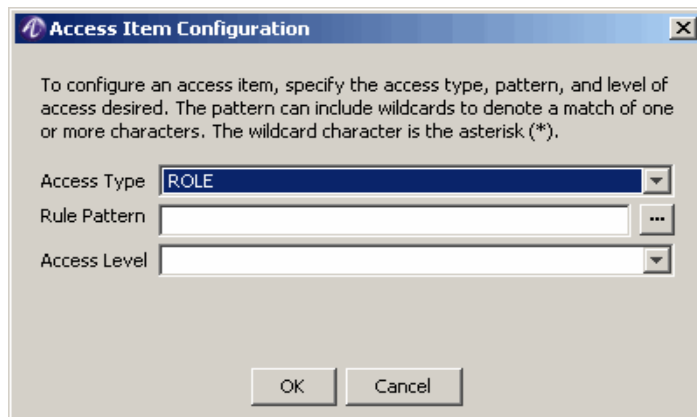 Access Item Configuration
To configure an access item, specify the access type, pattern, and level of
access desired. The pattern can include wildcards to denote a match of one
or more characters. The wildcard character is the asterisk (*).
Access Type ROLE
Rule Pattern ...
Access Level
OK Cancel